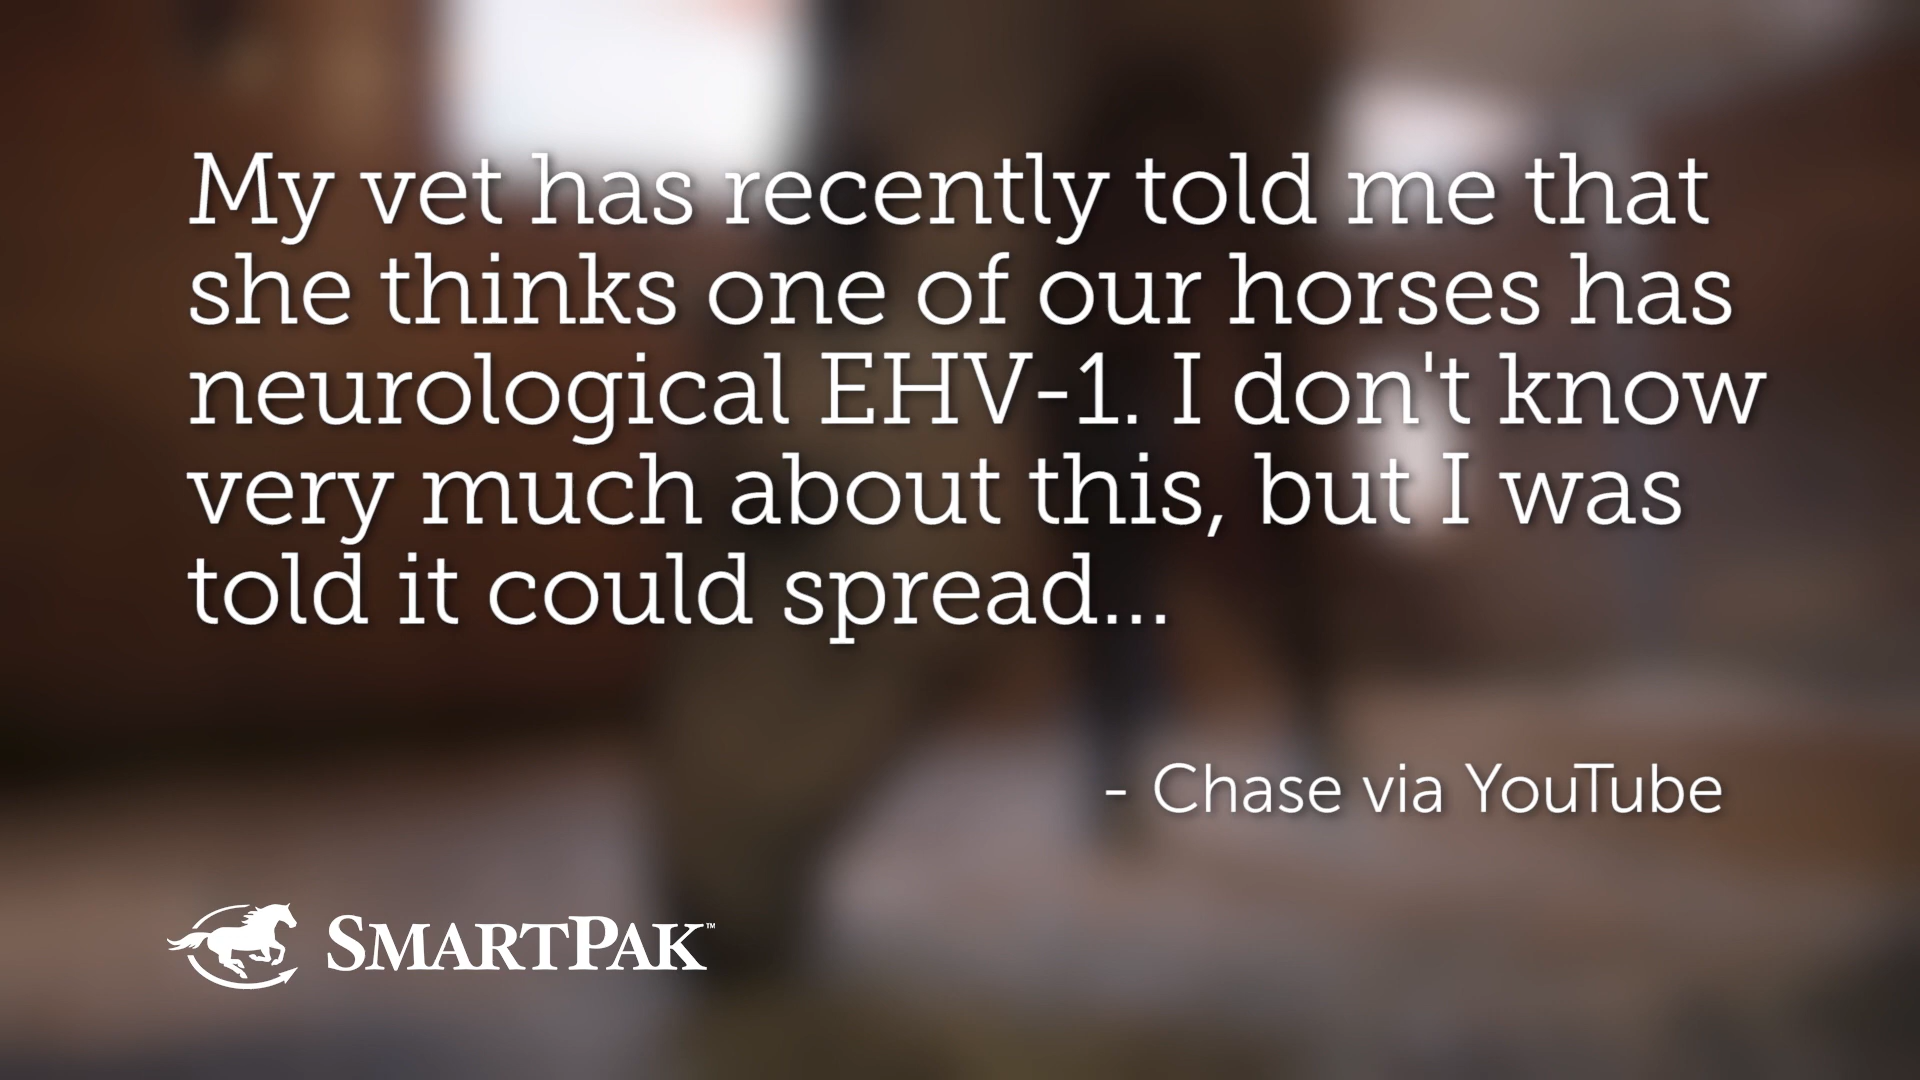 My vet has recently told me that
she thinks one of our horses has
neurological EHV-1. I don't know
very much about this, but I was
told it could spread...
- Chase via YouTube
SMARTPAK™